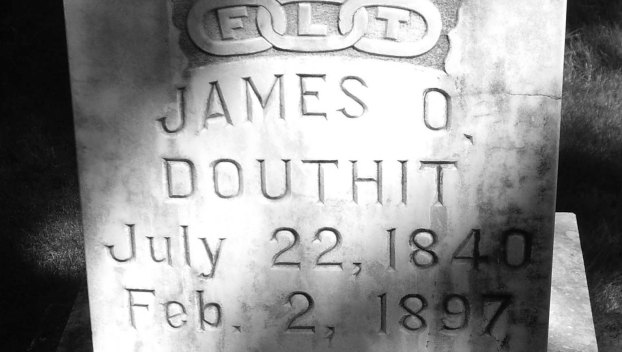 F L T
JAMES O.
DOUTHIT
July 22, 1840
Feb. 2, 1897